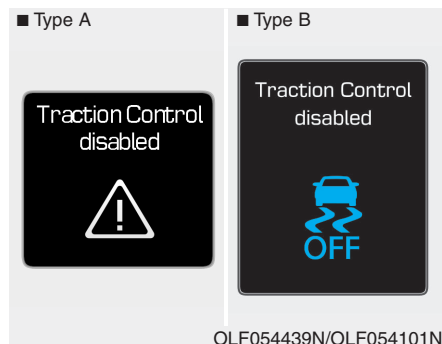 ■ Type A
■ Type B
Traction Control
disabled
Traction Control
disabled
OFF
OLF054439N/OLF054101N